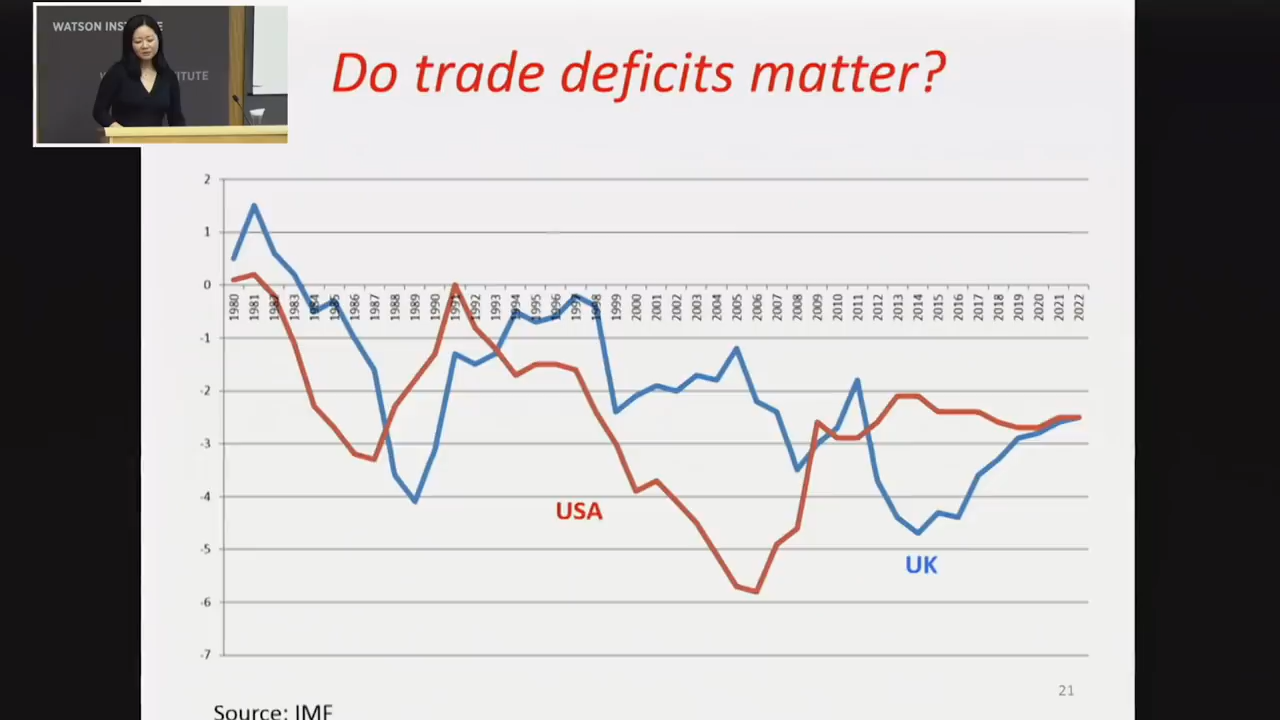 WATSON INSTITUTE
INSTITUTE
Do trade deficits matter?
2
1
0
-1
-2
-3
-4
-5
-6
-7
1980 1981 1982 1983 1984 1985 1986 1987 1988 1989 1990 1991 1992 1993 1994 1995 1996 1997 1998 1999 2000 2001 2002 2003 2004 2005 2006 2007 2008 2009 2010 2011 2012 2013 2014 2015 2016 2017 2018 2019 2020 2021 2022
USA
UK
21
Source: IMF